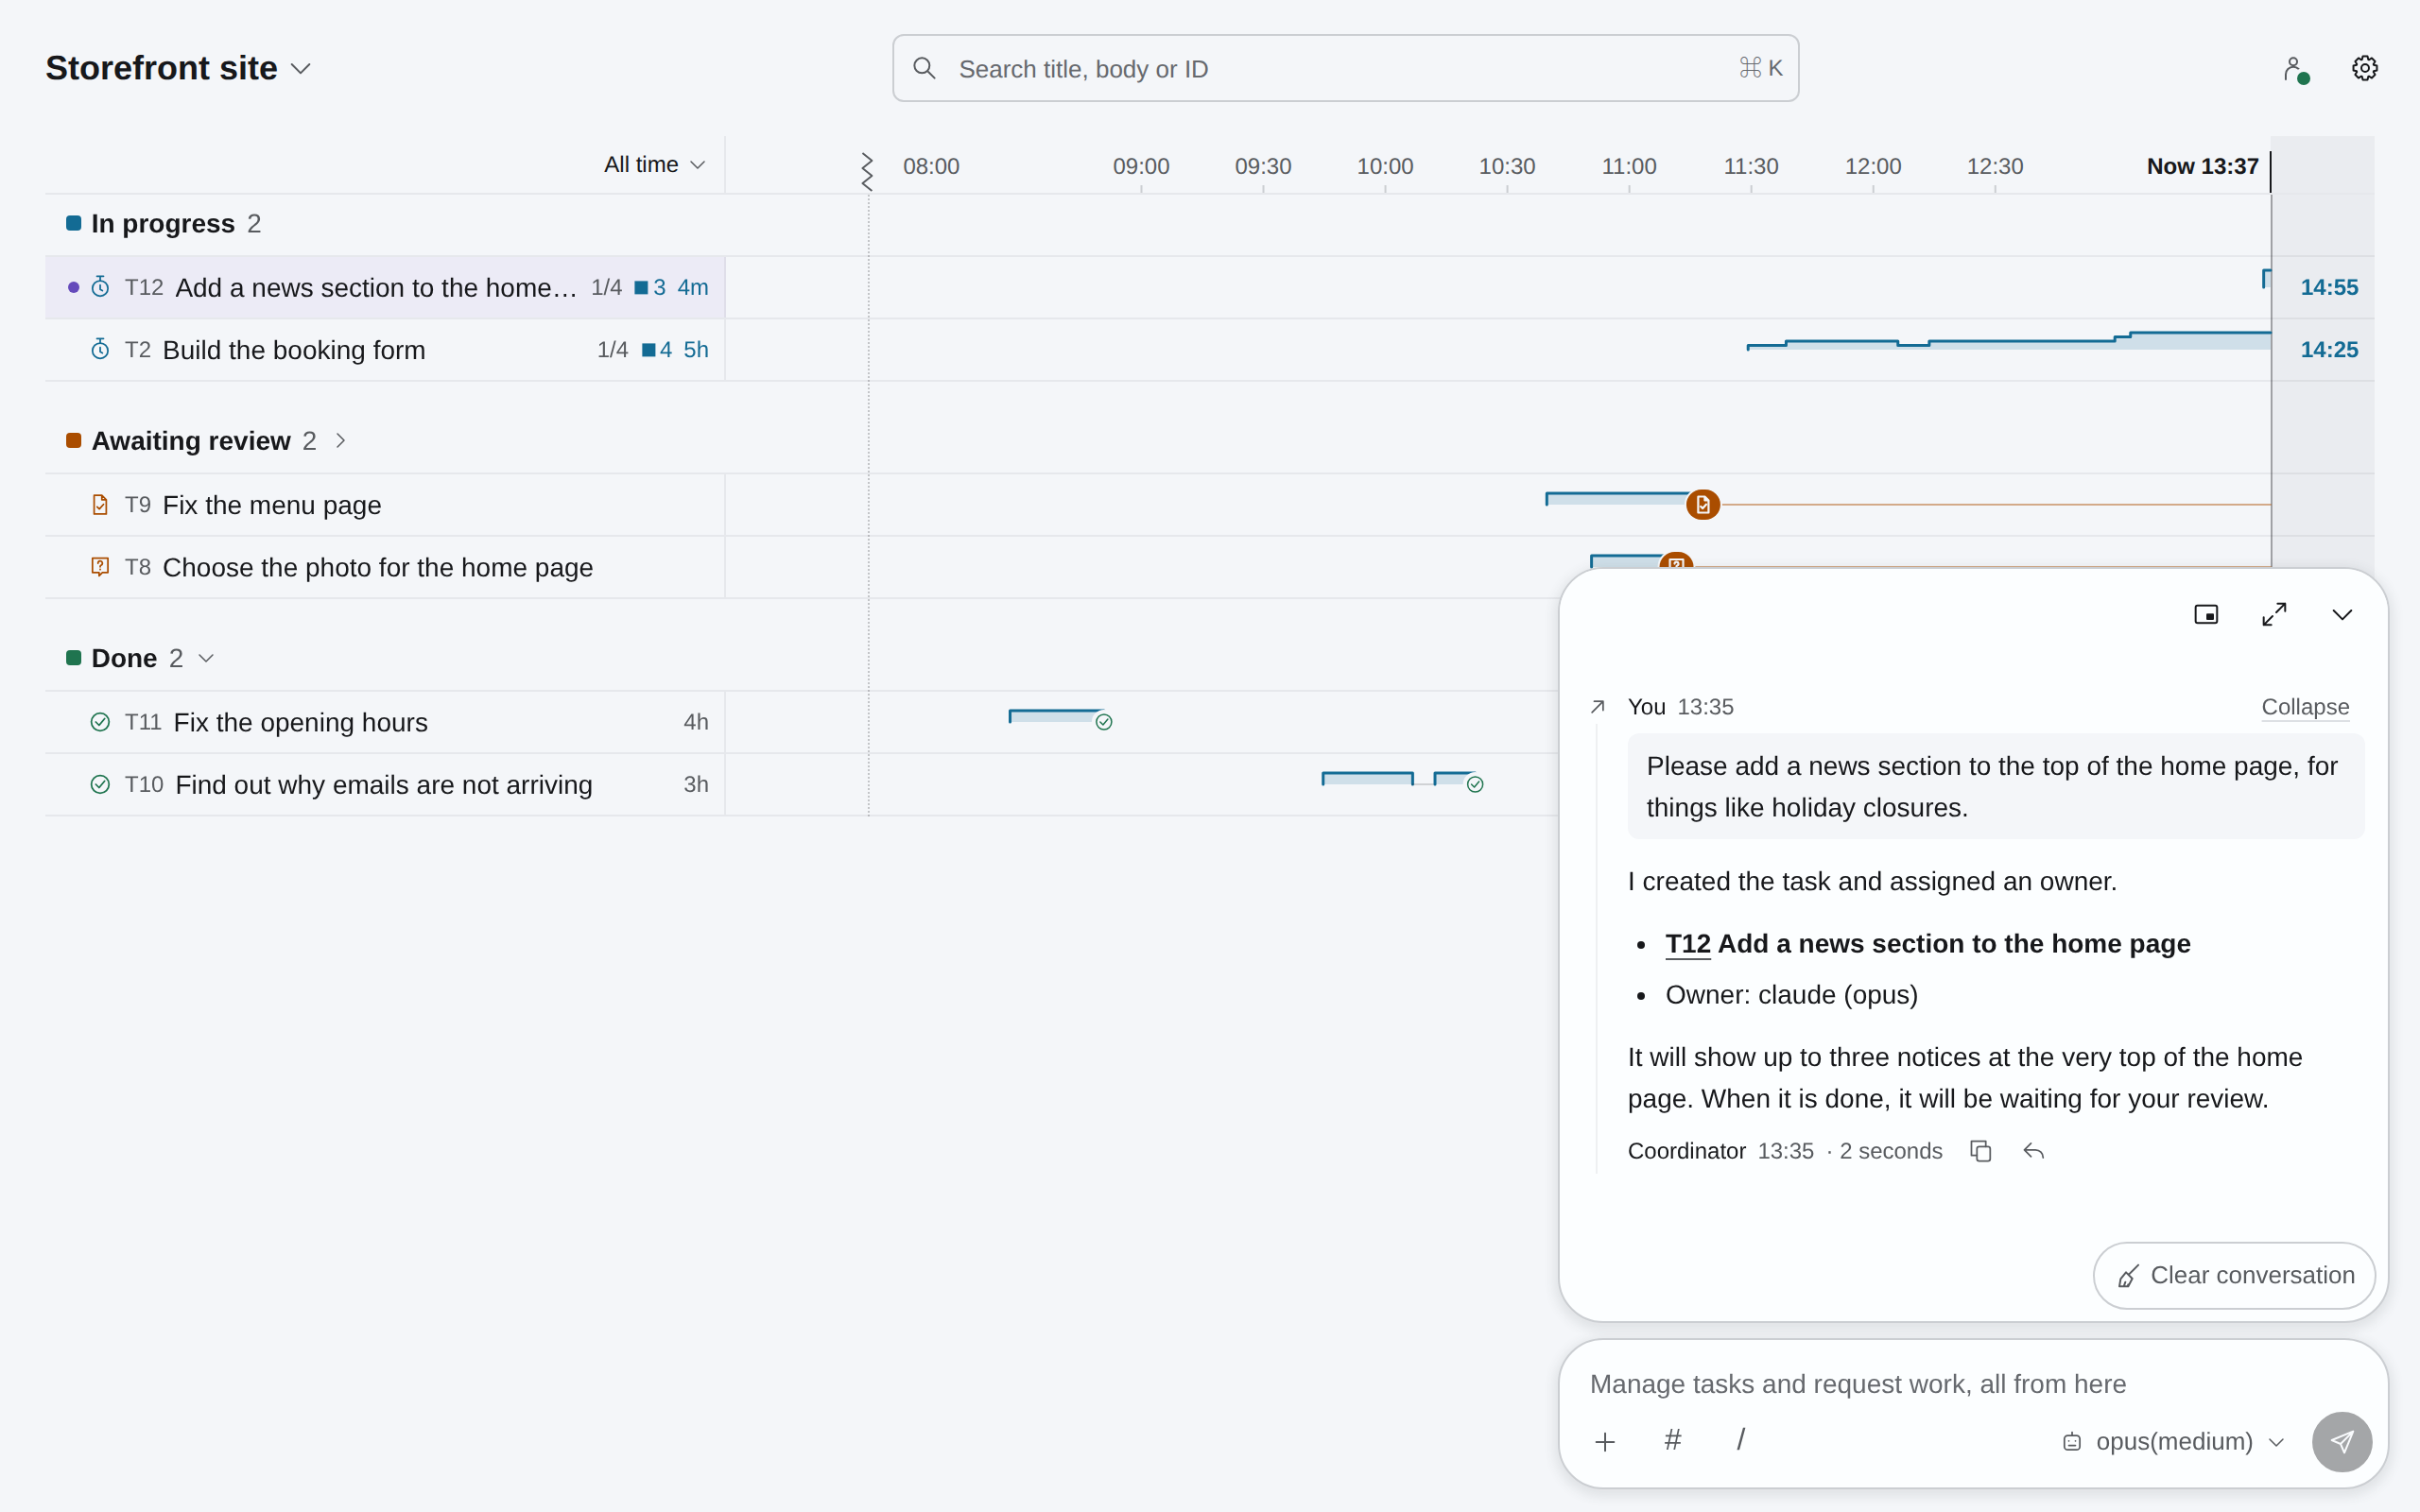 Storefront site
Search title, body or ID
⌘ K
All time
08:00 09:00 09:30 10:00 10:30 11:00 11:30 12:00 12:30 Now 13:37
In progress 2
T12 Add a news section to the home… 1/4 3 4m 14:55
T2 Build the booking form 1/4 4 5h 14:25
Awaiting review 2
T9 Fix the menu page
T8 Choose the photo for the home page
Done 2
T11 Fix the opening hours 4h
T10 Find out why emails are not arriving 3h
You 13:35 Collapse
Please add a news section to the top of the home page, for
things like holiday closures.
I created the task and assigned an owner.
• T12 Add a news section to the home page
• Owner: claude (opus)
It will show up to three notices at the very top of the home
page. When it is done, it will be waiting for your review.
Coordinator 13:35 · 2 seconds
Clear conversation
Manage tasks and request work, all from here
# / opus(medium)